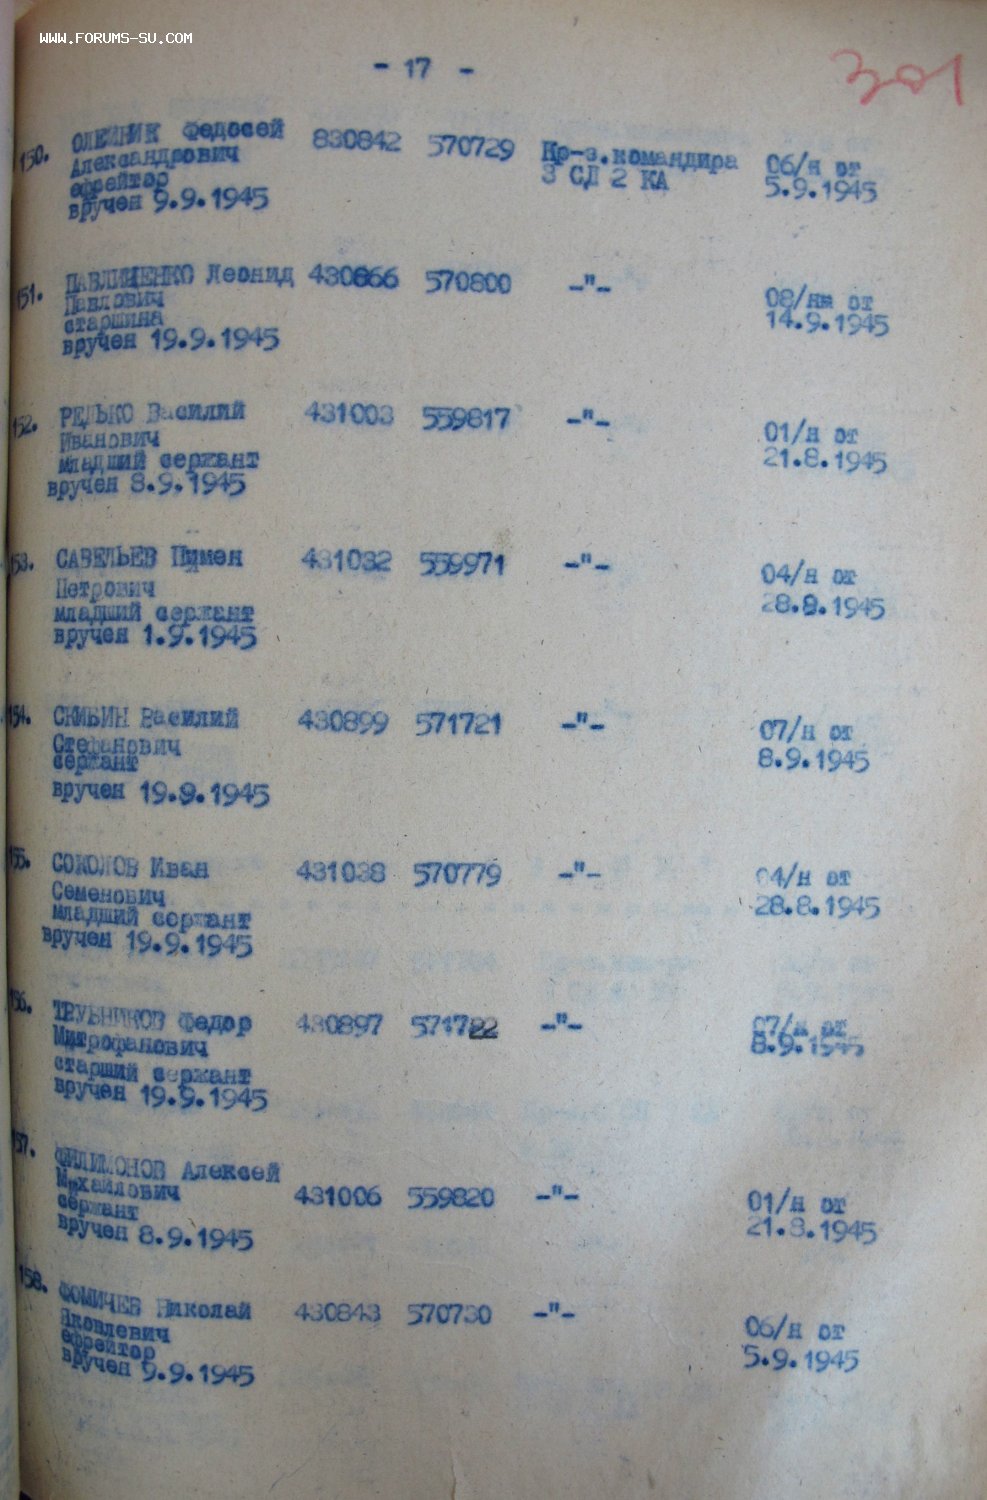 WWW.FORUMS-SU.COM
- 17 -
301
150. ОЛЕЙНИК Федосей 830842 570729 Пр-з.командира 06/н от
Александрович 3 СД 2 КА 5.9.1945
ефрейтор
вручен 9.9.1945
151. ПАВЛИЧЕНКО Леонид 430866 570800 -"- 08/нш от
Павлович 14.9.1945
старшина
вручен 19.9.1945
152. РЕДЬКО Василий 431003 559817 -"- 01/н от
Иванович 21.8.1945
младший сержант
вручен 8.9.1945
153. САВЕЛЬЕВ Пимен 431032 559971 -"- 04/н от
Петрович 28.8.1945
младший сержант
вручен 1.9.1945
154. СКИБИН Василий 430899 571721 -"- 07/н от
Стефанович 8.9.1945
сержант
вручен 19.9.1945
155. СОКОЛОВ Иван 431038 570779 -"- 04/н от
Семенович 28.8.1945
младший сержант
вручен 19.9.1945
156. ТРУБНИКОВ Федор 430897 571722 -"- 07/н от
Митрофанович 8.9.1945
старший сержант
вручен 19.9.1945
157. ФИЛИМОНОВ Алексей
Михайлович 431006 559820 -"- 01/н от
сержант 21.8.1945
вручен 8.9.1945
158. ФОМИЧЕВ Николай 430843 570730 -"- 06/н от
Яковлевич 5.9.1945
ефрейтор
вручен 9.9.1945